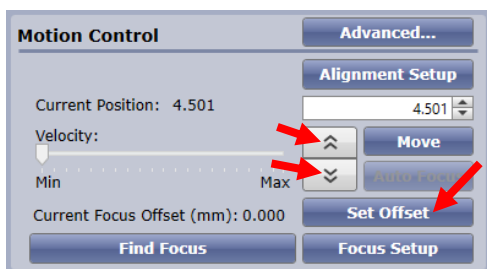 Motion Control
Advanced...
Alignment Setup
Current Position: 4.501
4.501
Velocity:
Move
Min Max
Auto Focus
Current Focus Offset (mm): 0.000
Set Offset
Find Focus
Focus Setup